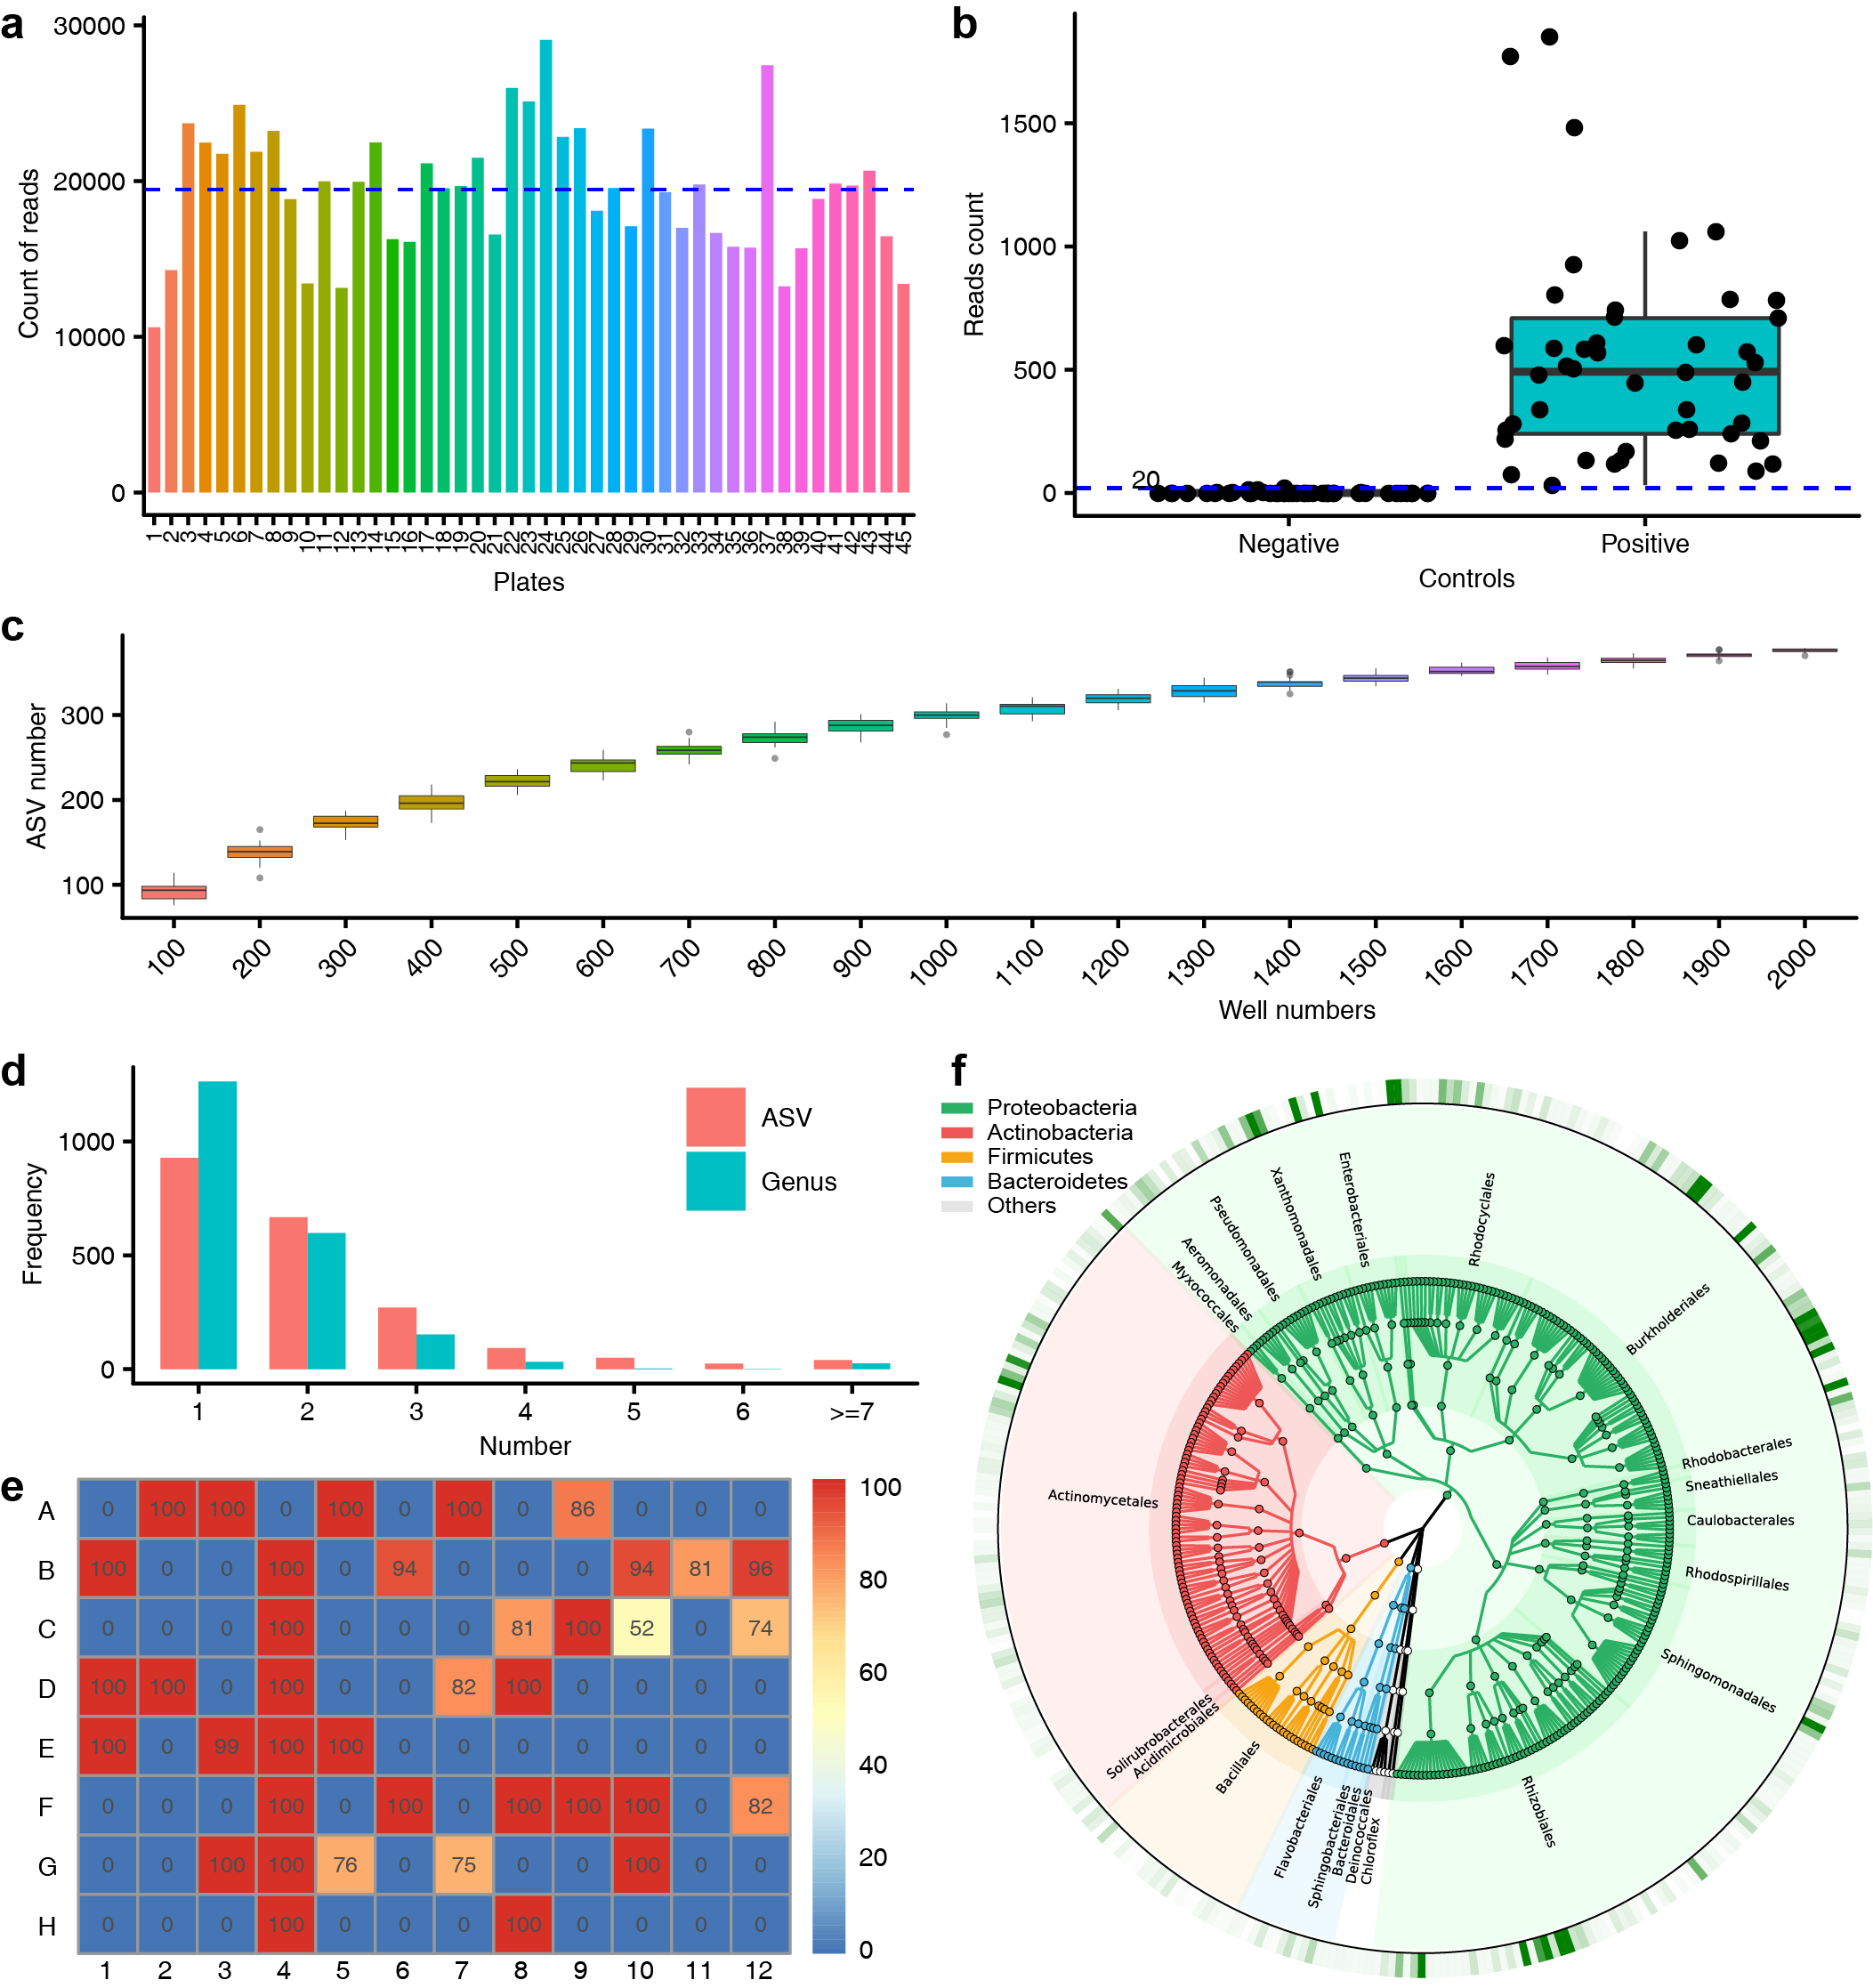 a
30000
20000
10000
0
Count of reads
1 2 3 4 5 6 7 8 9 10 11 12 13 14 15 16 17 18 19 20 21 22 23 24 25 26 27 28 29 30 31 32 33 34 35 36 37 38 39 40 41 42 43 44 45
Plates
b
1500
1000
500
0
Reads count
20
Negative Positive
Controls
c
300
200
100
ASV number
100 200 300 400 500 600 700 800 900 1000 1100 1200 1300 1400 1500 1600 1700 1800 1900 2000
Well numbers
d
1000
500
0
Frequency
ASV
Genus
1 2 3 4 5 6 >=7
Number
e
A 0 100 100 0 100 0 100 0 86 0 0 0
B 100 0 0 100 0 94 0 0 0 94 81 96
C 0 0 0 100 0 0 0 81 100 52 0 74
D 100 100 0 100 0 0 82 100 0 0 0 0
E 100 0 99 100 100 0 0 0 0 0 0 0
F 0 0 0 100 0 100 0 100 100 100 0 82
G 0 0 100 100 76 0 75 0 0 100 0 0
H 0 0 0 100 0 0 0 100 0 0 0 0
1 2 3 4 5 6 7 8 9 10 11 12
100
80
60
40
20
0
f
Proteobacteria
Actinobacteria
Firmicutes
Bacteroidetes
Others
Actinomycetales
Myxococcales
Aeromonadales
Pseudomonadales
Xanthomonadales
Enterobacteriales
Rhodocyclales
Burkholderiales
Rhodobacterales
Sneathiellales
Caulobacterales
Rhodospirillales
Sphingomonadales
Rhizobiales
Chloroflex
Deinococcales
Bacteroidales
Sphingobacteriales
Flavobacteriales
Bacillales
Acidimicrobiales
Solirubrobacterales